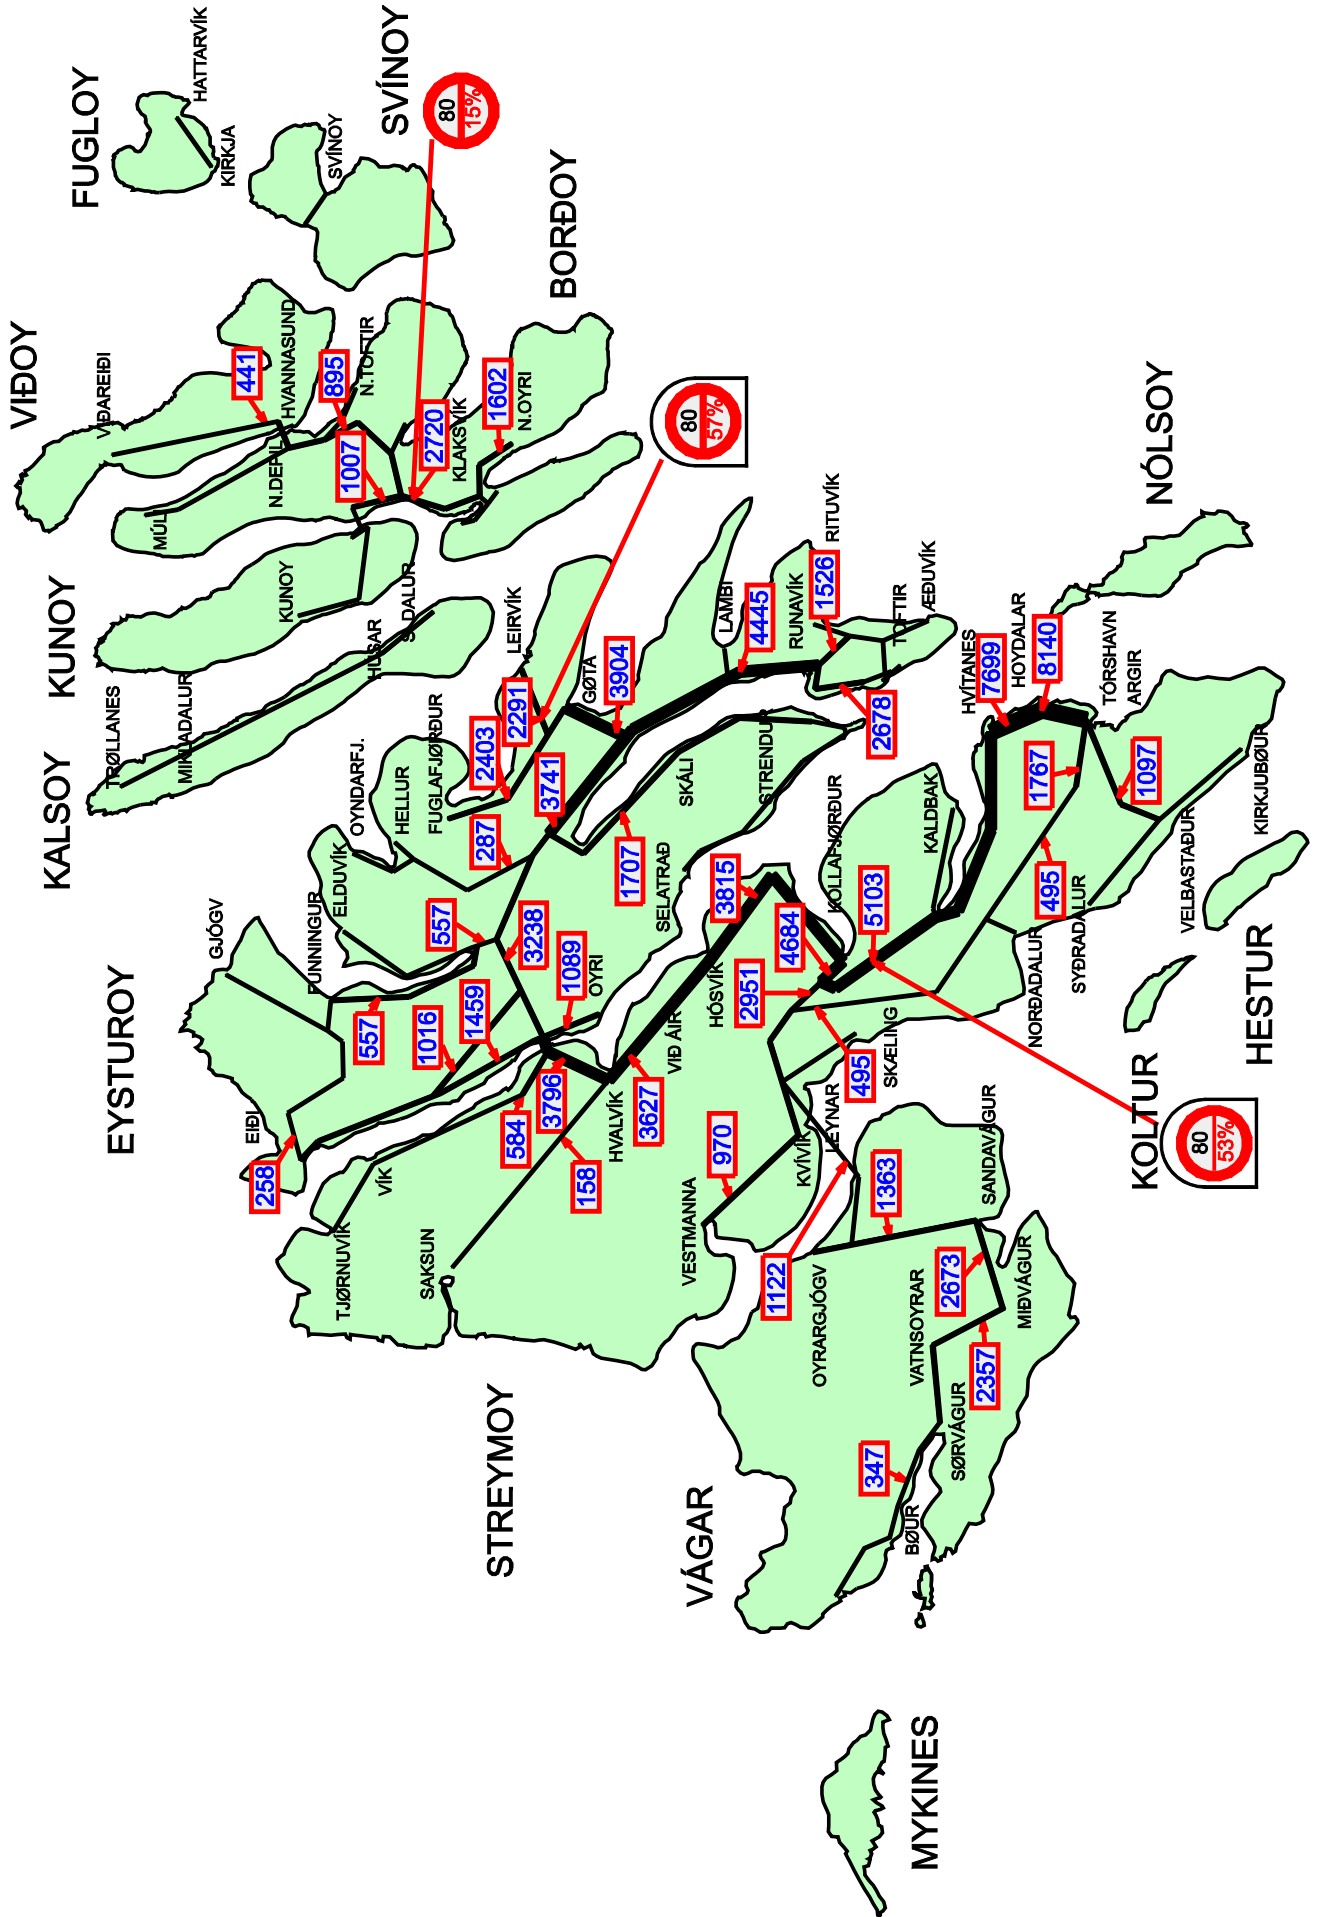 FUGLOY
HATTARVÍK
KIRKJA
SVÍNOY
SVÍNOY
80
15%
VIÐOY
VIÐAREIÐI
441
HVANNASUND
895
N.TOFTIR
BORÐOY
MÚLI
N.DEPIL
1007
2720
KLAKSVÍK
1602
N.OYRI
KUNOY
KUNOY
KALSOY
TRØLLANES
MIKLADALUR
HÚSAR
S. DALUR
80
57%
EYSTUROY
GJÓGV
FUNNINGUR
ELDUVÍK
OYNDARFJ.
HELLUR
FUGLAFJØRÐUR
LEIRVÍK
2291
2403
GØTA
3904
3741
287
557
557
3238
1089
OYRI
1459
1016
EIÐI
258
LAMBI
4445
RUNAVÍK
1526
RITUVÍK
TOFTIR
ÆÐUVÍK
2678
SKÁLI
STRENDUR
1707
SELATRAÐ
NÓLSOY
STREYMOY
TJØRNUVÍK
VÍK
SAKSUN
584
3796
158
HVALVÍK
3627
VIÐ ÁIR
HÓSVÍK
3815
4684
2951
KOLLAFJØRÐUR
5103
KALDBAK
HVÍTANES
7699
HOYDALAR
8140
TÓRSHAVN
ARGIR
1767
1097
495
KIRKJUBØUR
VELBASTAÐUR
SYÐRADALUR
NORÐADALUR
495
SKÆLING
LEYNAR
KVÍVÍK
970
VESTMANNA
1122
HESTUR
KOLTUR
80
53%
VÁGAR
OYRARGJÓGV
1363
SANDAVÁGUR
2673
MIÐVÁGUR
VATNSOYRAR
2357
SØRVÁGUR
347
BØUR
MYKINES